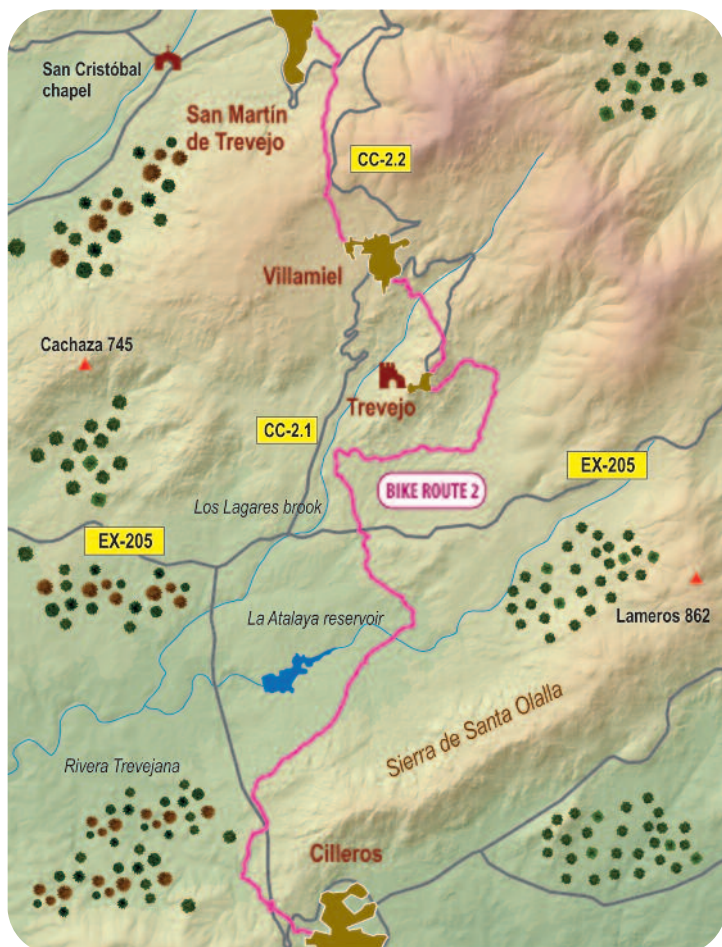 San Cristóbal
chapel
San Martín
de Trevejo
CC-2.2
Villamiel
Cachaza 745
Trevejo
CC-2.1
EX-205
BIKE ROUTE 2
Los Lagares brook
EX-205
La Atalaya reservoir
Lameros 862
Sierra de Santa Olalla
Rivera Trevejana
Cilleros